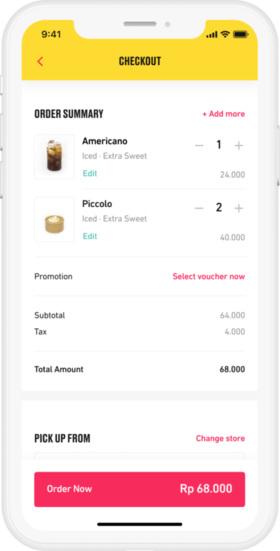 9:41
CHECKOUT
ORDER SUMMARY + Add more
Americano
Iced · Extra Sweet
— 1 +
Edit
24.000
Piccolo
Iced · Extra Sweet
— 2 +
Edit
40.000
Promotion Select voucher now
Subtotal 64.000
Tax 4.000
Total Amount 68.000
PICK UP FROM Change store
Order Now Rp 68.000